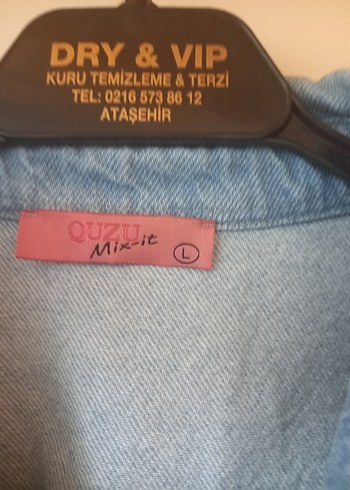 DRY & VIP
KURU TEMİZLEME & TERZİ
TEL: 0216 573 86 12
ATAŞEHİR
QUZU
Mix-it
L